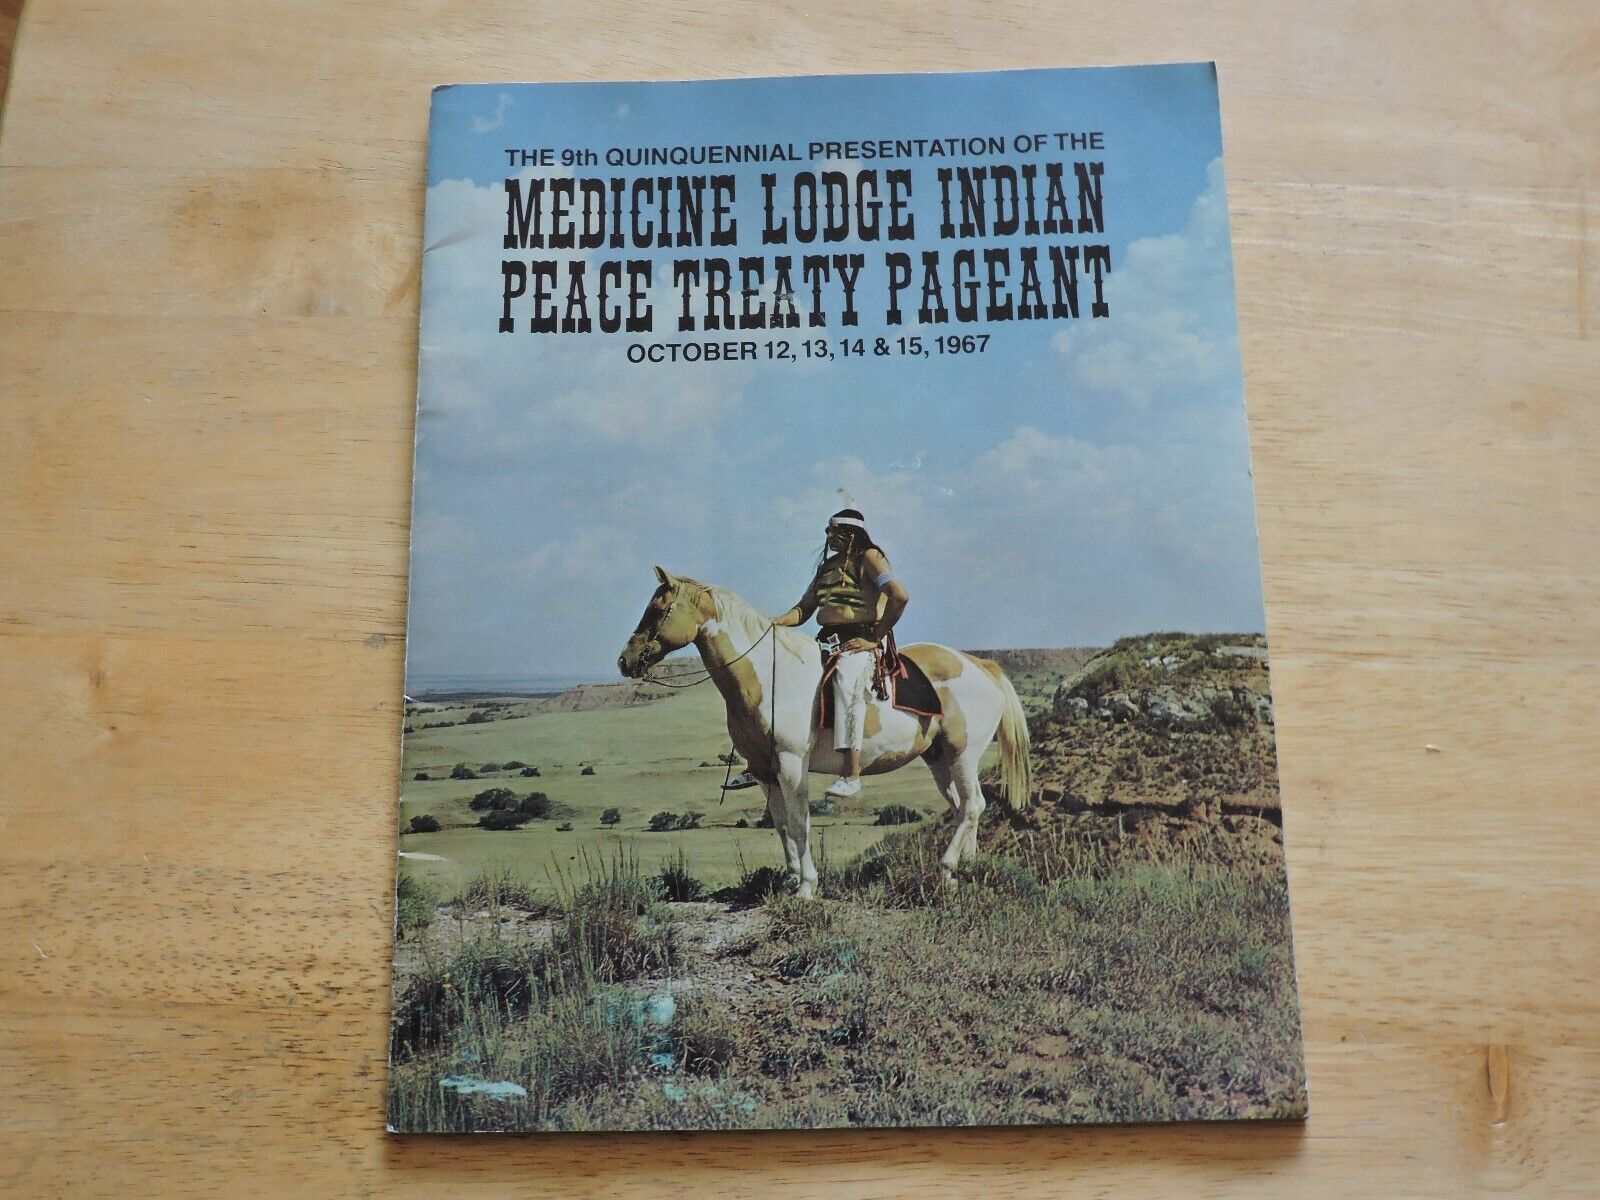 THE 9th QUINQUENNIAL PRESENTATION OF THE
MEDICINE LODGE INDIAN
PEACE TREATY PAGEANT
OCTOBER 12, 13, 14 & 15, 1967